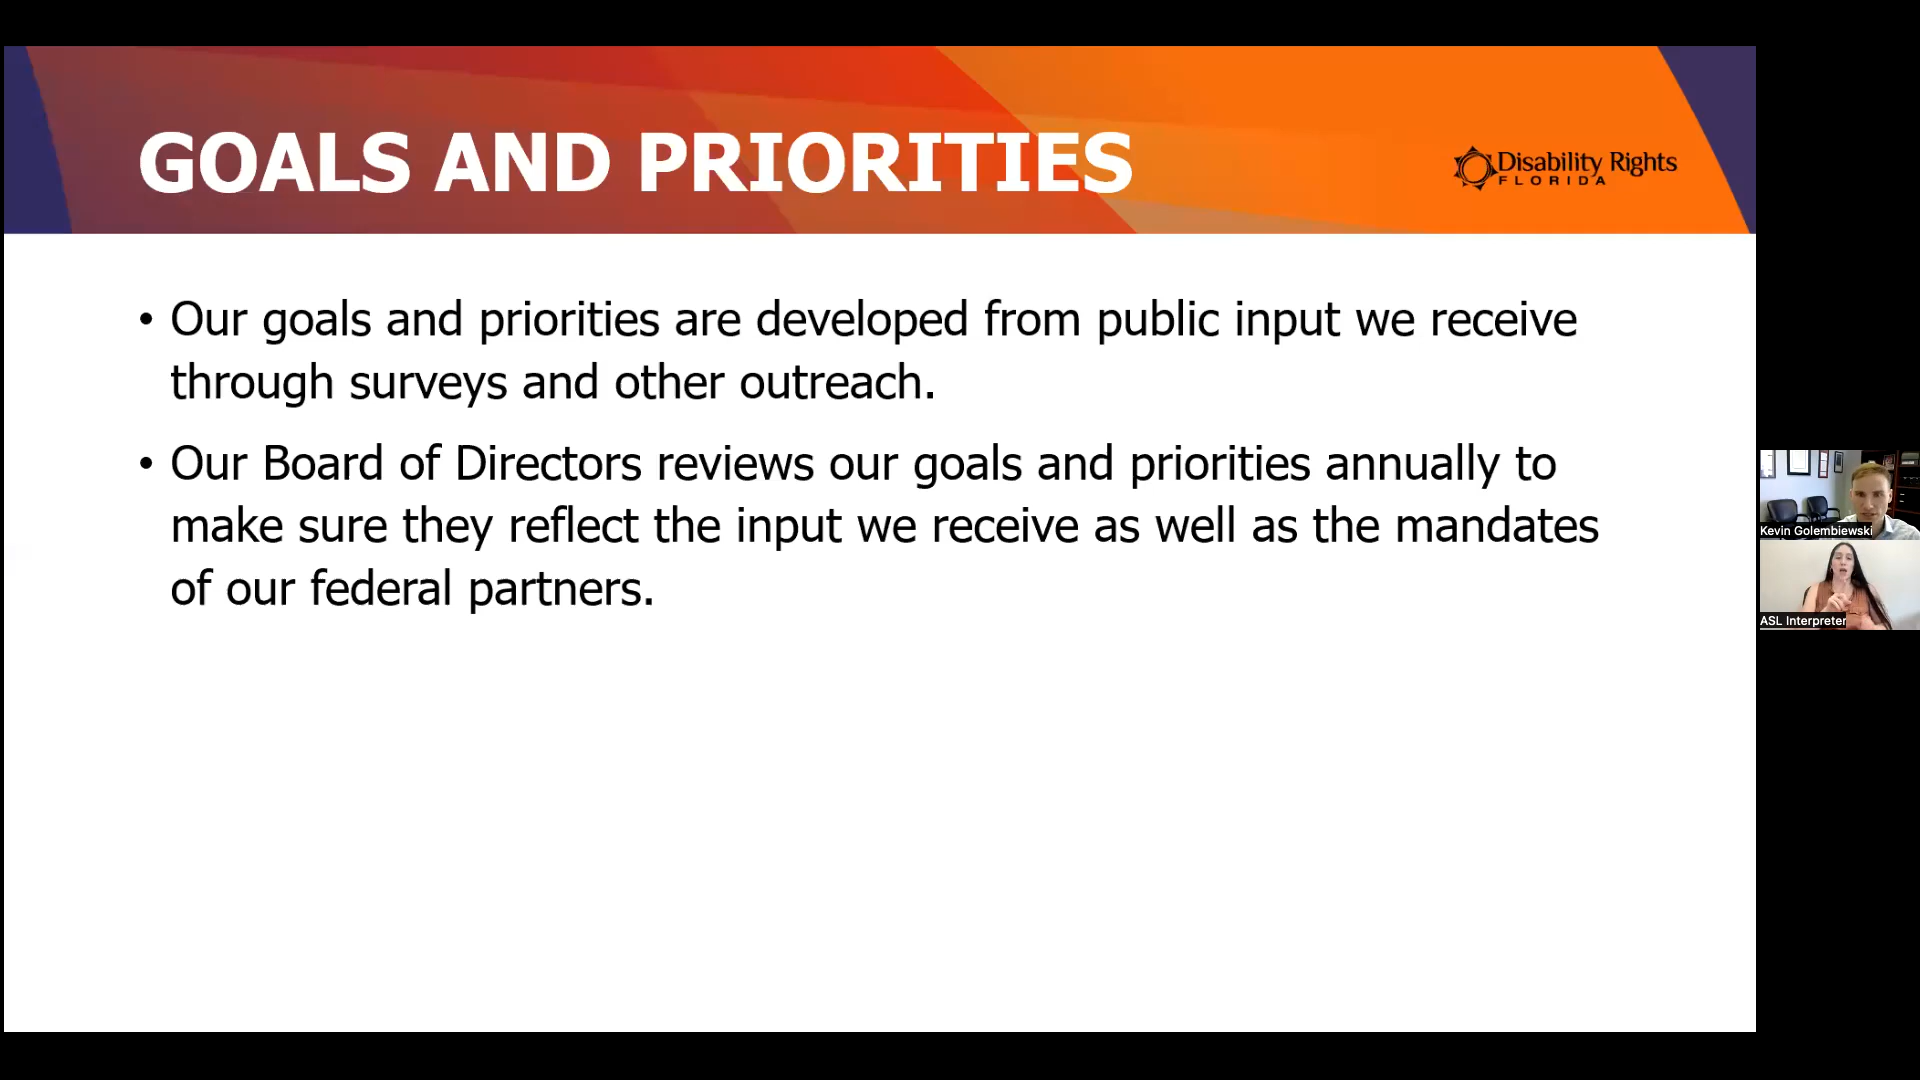 GOALS AND PRIORITIES
Disability Rights
FLORIDA
• Our goals and priorities are developed from public input we receive
through surveys and other outreach.
• Our Board of Directors reviews our goals and priorities annually to
make sure they reflect the input we receive as well as the mandates
of our federal partners.
Kevin Golembiewski
ASL Interpreter